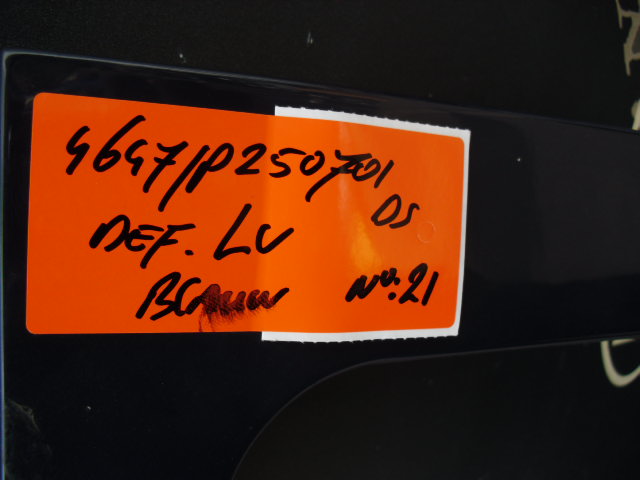 4647/P250701
DS
DEF. LV
No: 21